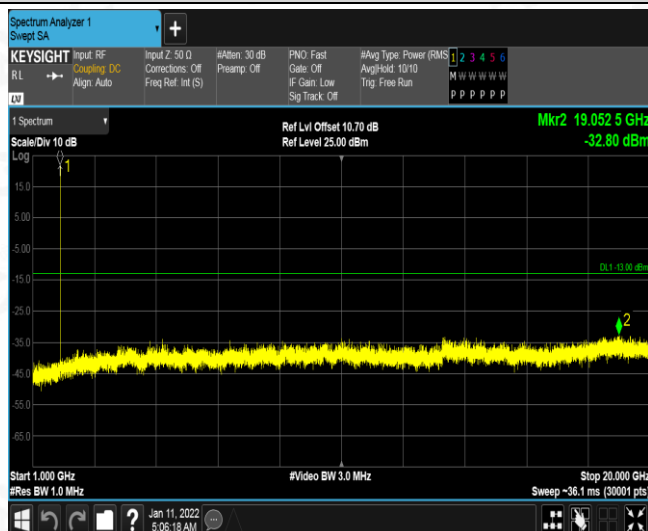 Spectrum Analyzer 1
Swept SA
+
KEYSIGHT
RL
LXI
Input: RF
Coupling: DC
Align: Auto
Input Z: 50 Ω
Corrections: Off
Freq Ref: Int (S)
#Atten: 30 dB
Preamp: Off
PNO: Fast
Gate: Off
IF Gain: Low
Sig Track: Off
#Avg Type: Power (RMS
Avg|Hold: 10/10
Trig: Free Run
1 2 3 4 5 6
M W W W W W
P P P P P P
1 Spectrum
Scale/Div 10 dB
Log
Ref Lvl Offset 10.70 dB
Ref Level 25.00 dBm
Mkr2 19.052 5 GHz
-32.80 dBm
1
15.0
5.00
-5.00
DL1 -13.00 dBm
-15.0
-25.0
2
-35.0
-45.0
-55.0
-65.0
Start 1.000 GHz
#Video BW 3.0 MHz
Stop 20.000 GHz
#Res BW 1.0 MHz
Sweep ~36.1 ms (30001 pts)
?
Jan 11, 2022
5:06:18 AM